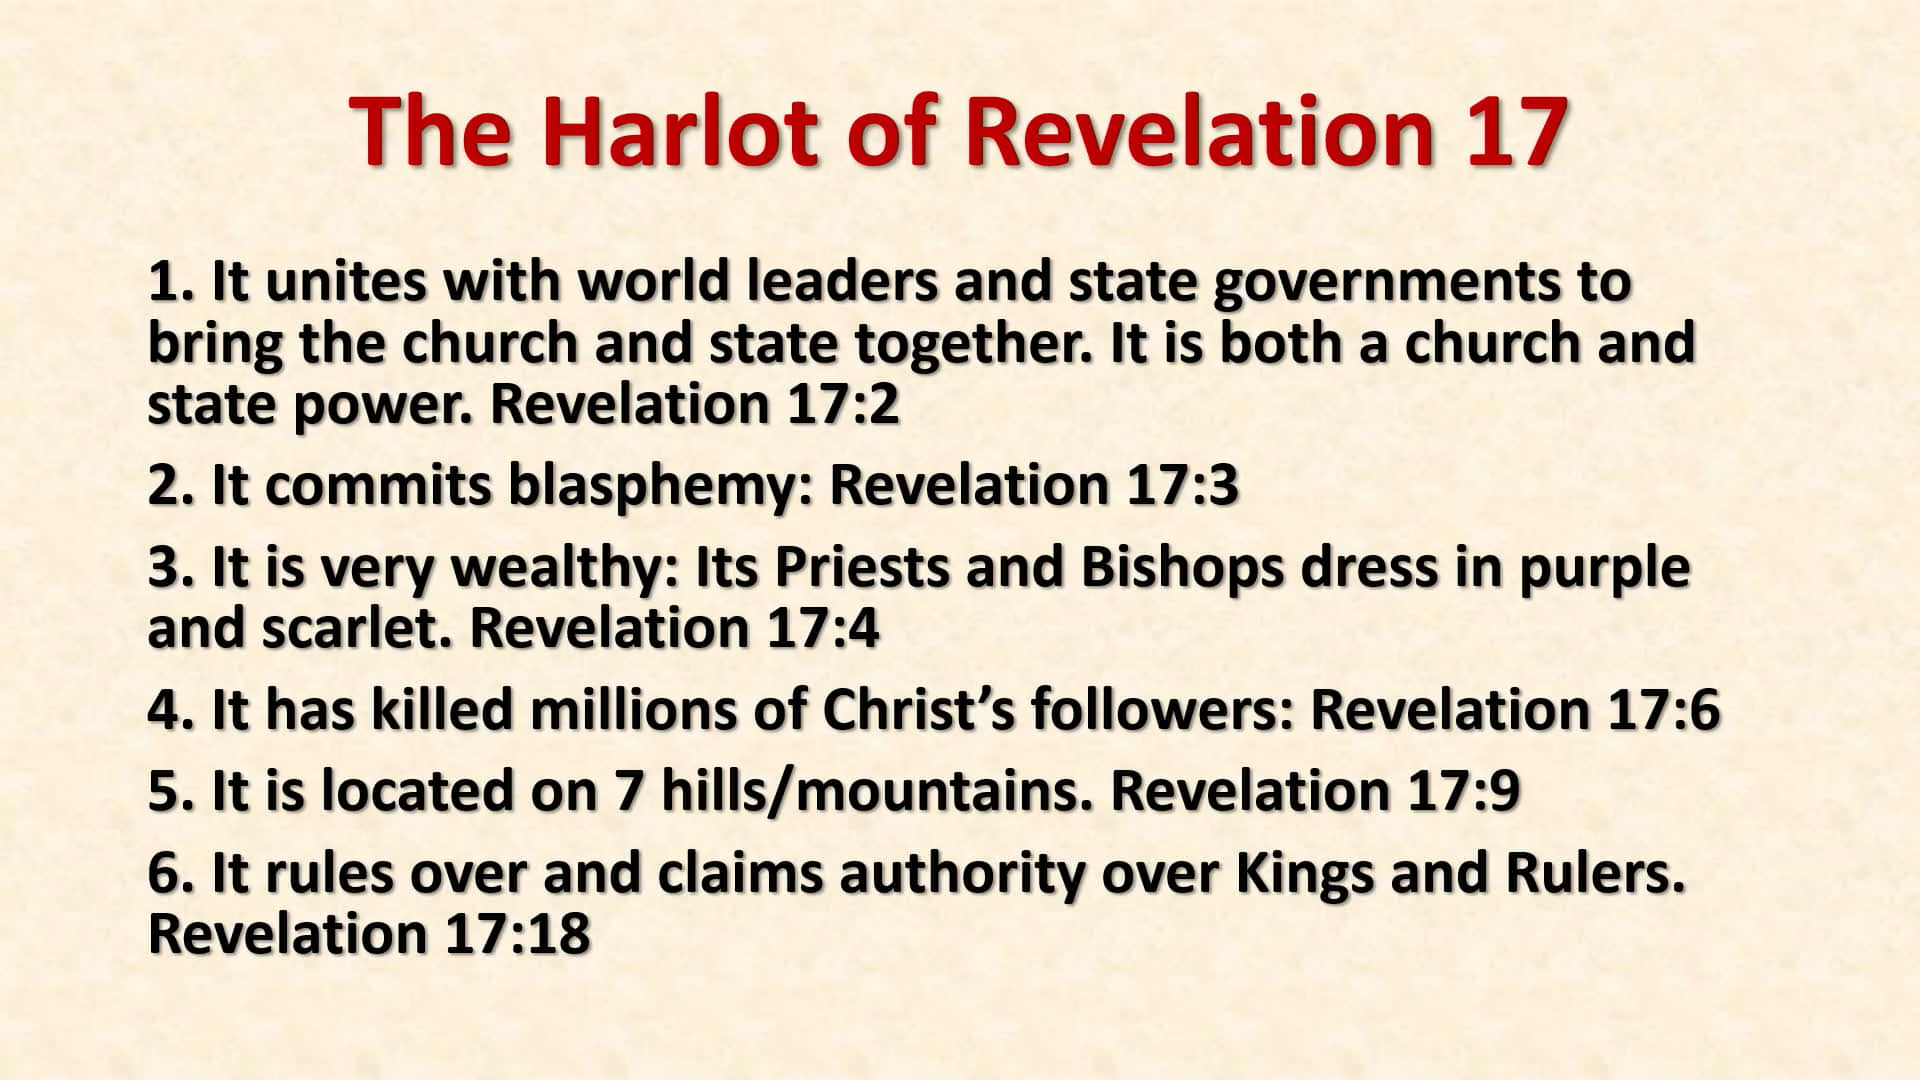 The Harlot of Revelation 17
1. It unites with world leaders and state governments to
bring the church and state together. It is both a church and
state power. Revelation 17:2
2. It commits blasphemy: Revelation 17:3
3. It is very wealthy: Its Priests and Bishops dress in purple
and scarlet. Revelation 17:4
4. It has killed millions of Christ’s followers: Revelation 17:6
5. It is located on 7 hills/mountains. Revelation 17:9
6. It rules over and claims authority over Kings and Rulers.
Revelation 17:18